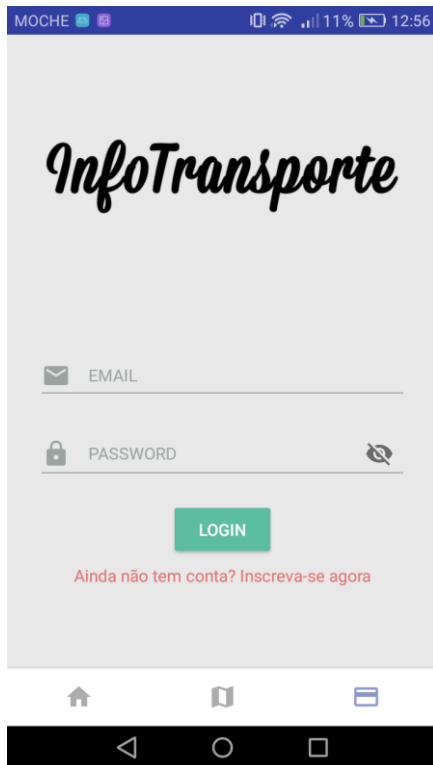 MOCHE 11% 12:56
InfoTransporte
EMAIL
PASSWORD
LOGIN
Ainda não tem conta? Inscreva-se agora